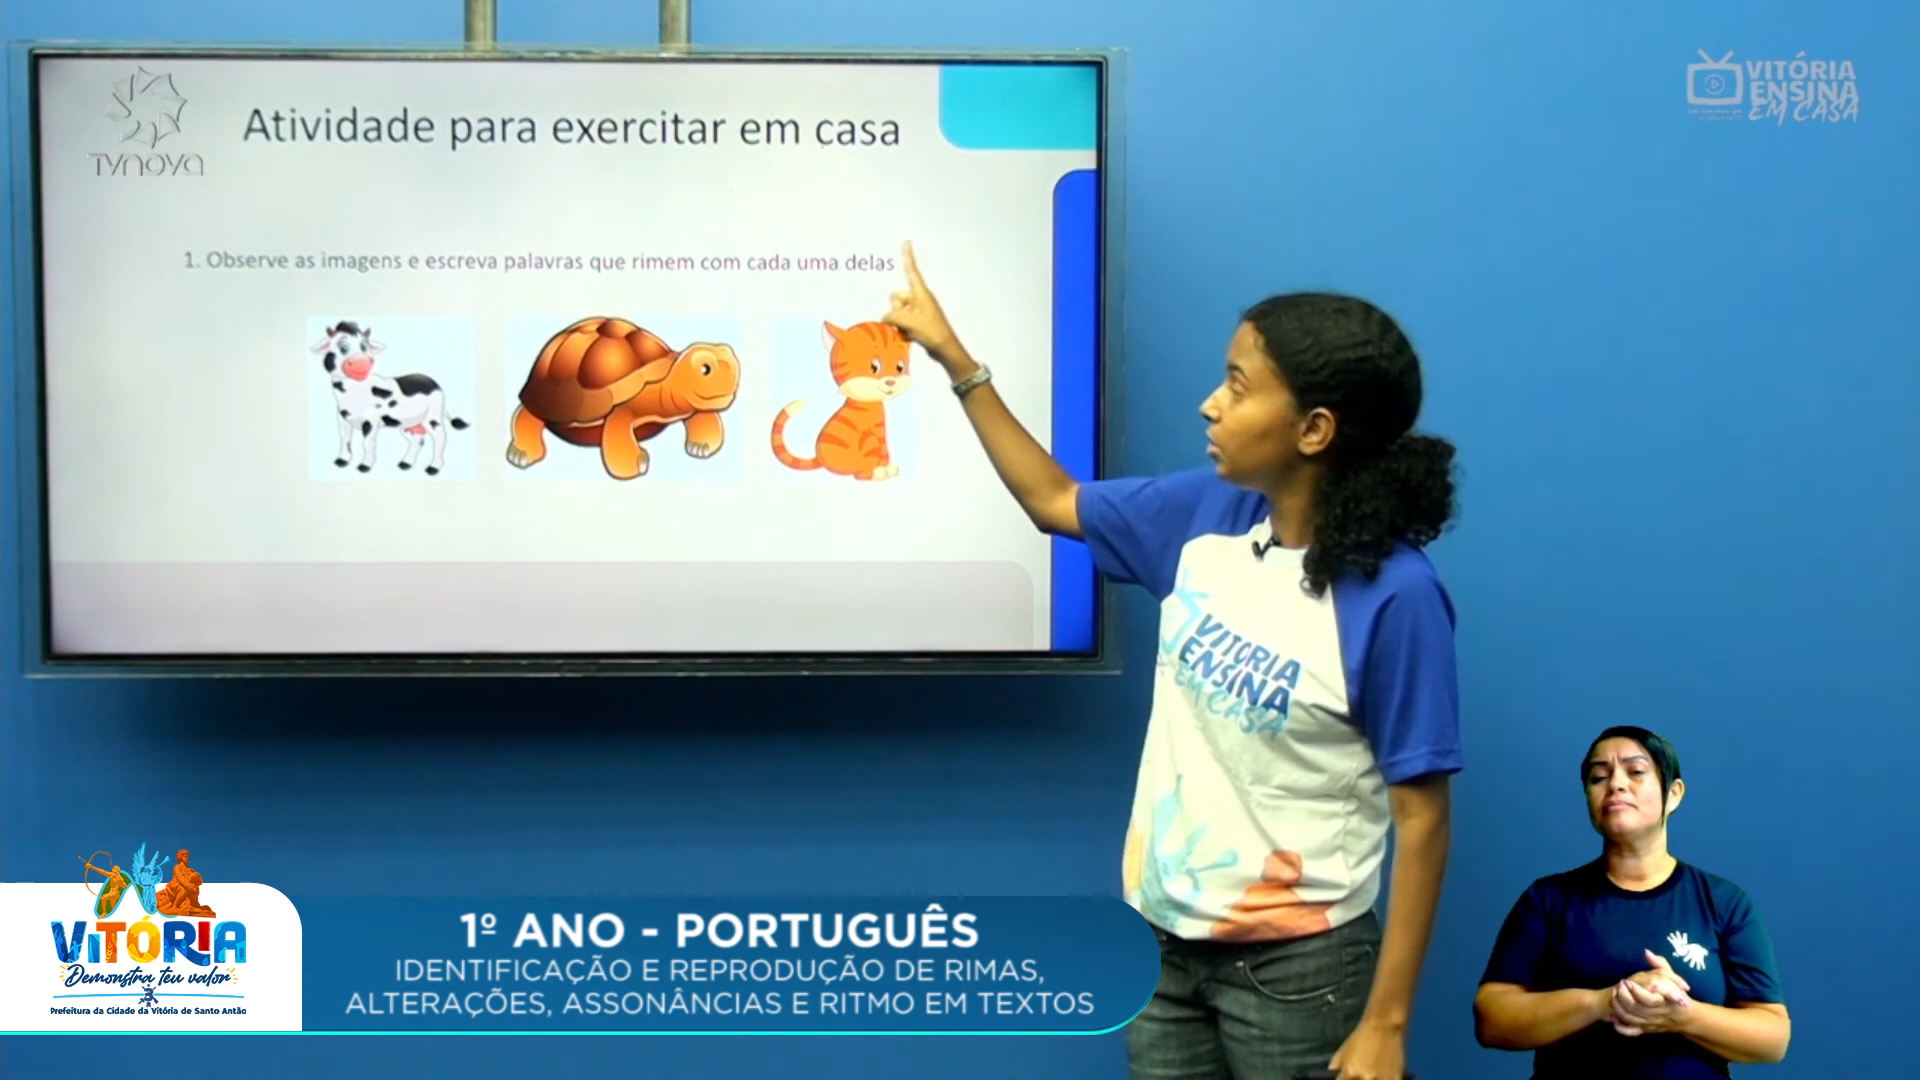 TYNOVA
Atividade para exercitar em casa
1. Observe as imagens e escreva palavras que rimem com cada uma delas
VITÓRIA
ENSINA
EM CASA
VITORIA
ENSINA
EM CASA
VITÓRIA
Demonstra teu valor
Prefeitura da Cidade da Vitória de Santo Antão
1º ANO - PORTUGUÊS
IDENTIFICAÇÃO E REPRODUÇÃO DE RIMAS,
ALTERAÇÕES, ASSONÂNCIAS E RITMO EM TEXTOS